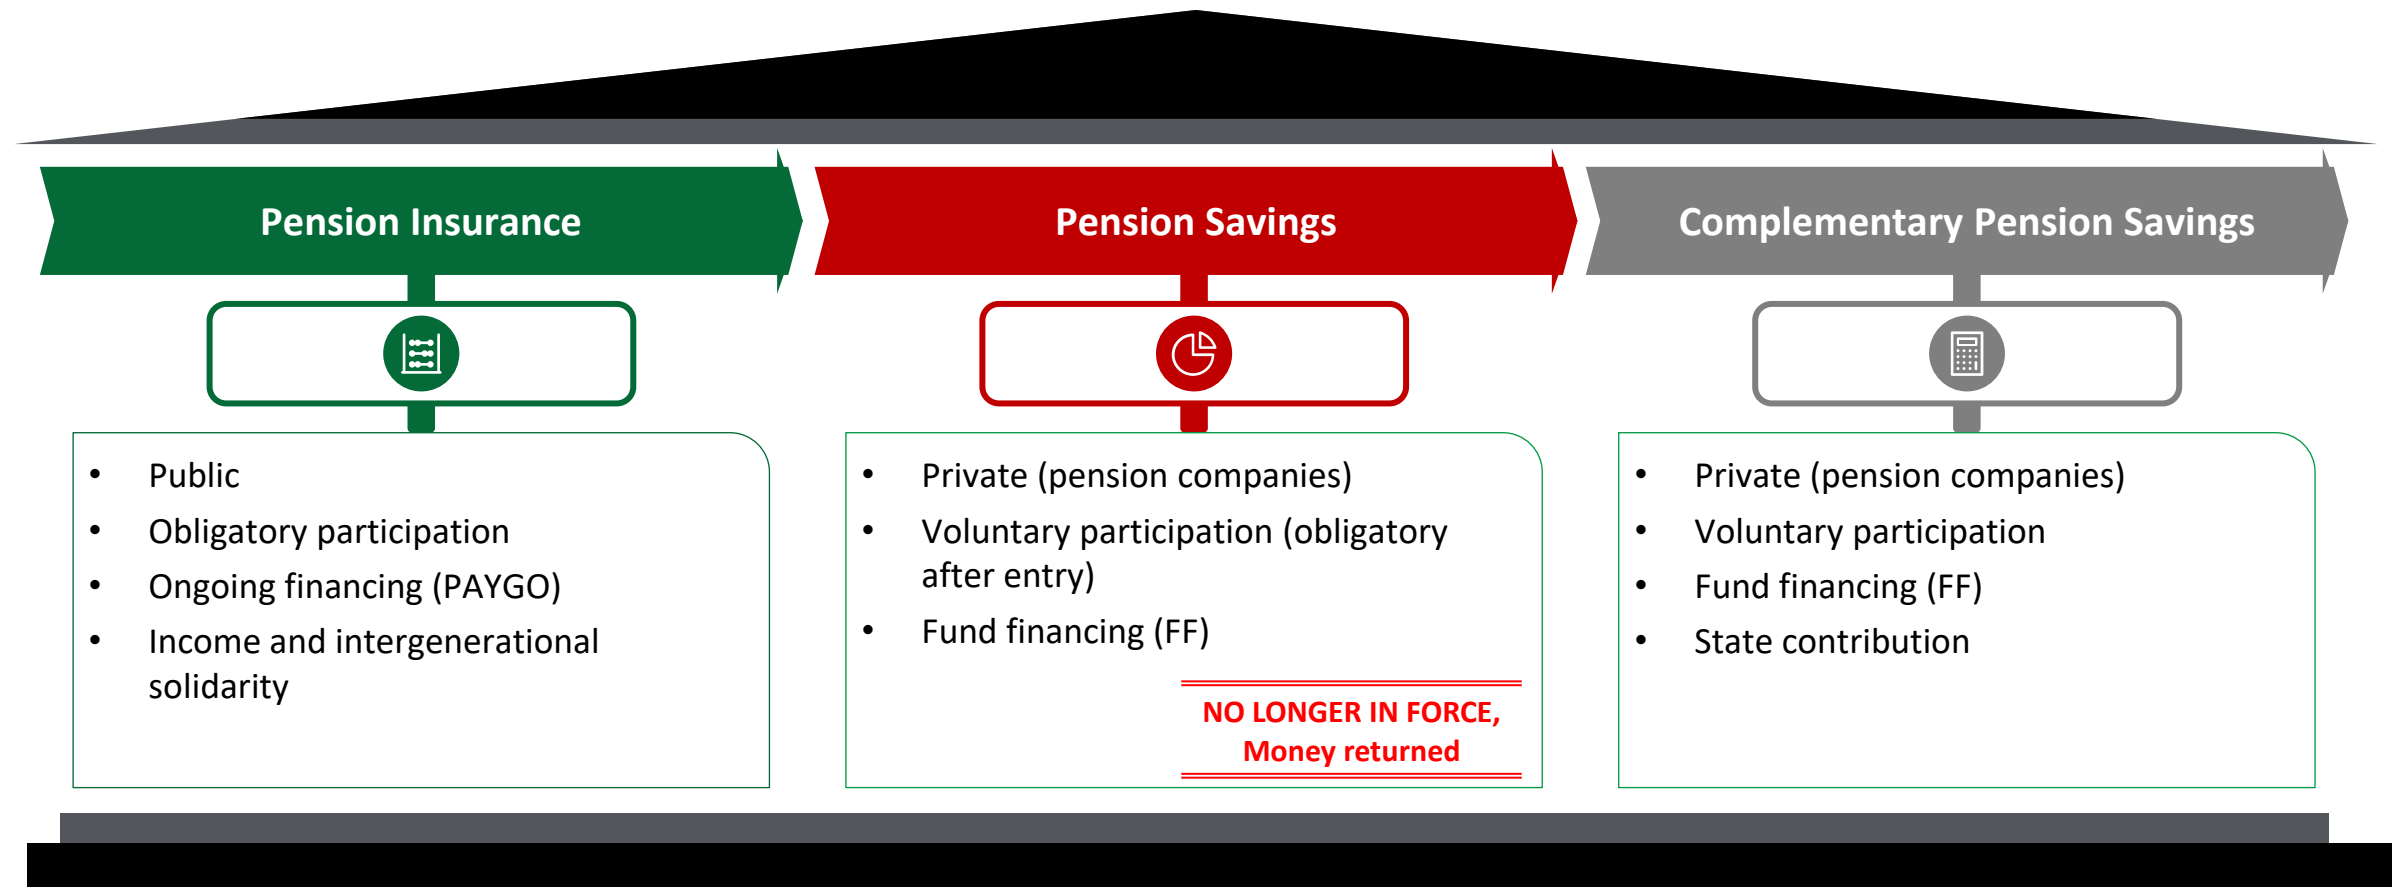 Pension Insurance
Pension Savings
Complementary Pension Savings
• Public
• Obligatory participation
• Ongoing financing (PAYGO)
• Income and intergenerational
solidarity
• Private (pension companies)
• Voluntary participation (obligatory
after entry)
• Fund financing (FF)
NO LONGER IN FORCE,
Money returned
• Private (pension companies)
• Voluntary participation
• Fund financing (FF)
• State contribution